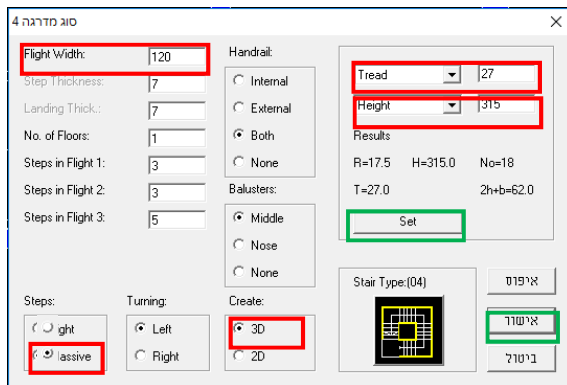 סוג מדרגה 4
Flight Width: 120
Step Thickness: 7
Landing Thick.: 7
No. of Floors: 1
Steps in Flight 1: 3
Steps in Flight 2: 3
Steps in Flight 3: 5
Handrail:
Internal
External
Both
None
Balusters:
Middle
Nose
None
Tread 27
Height 315
Results
R=17.5 H=315.0 No=18
T=27.0 2h+b=62.0
Set
Steps:
ight
assive
Turning:
Left
Right
Create:
3D
2D
Stair Type:(04)
איפוס
אישור
ביטול